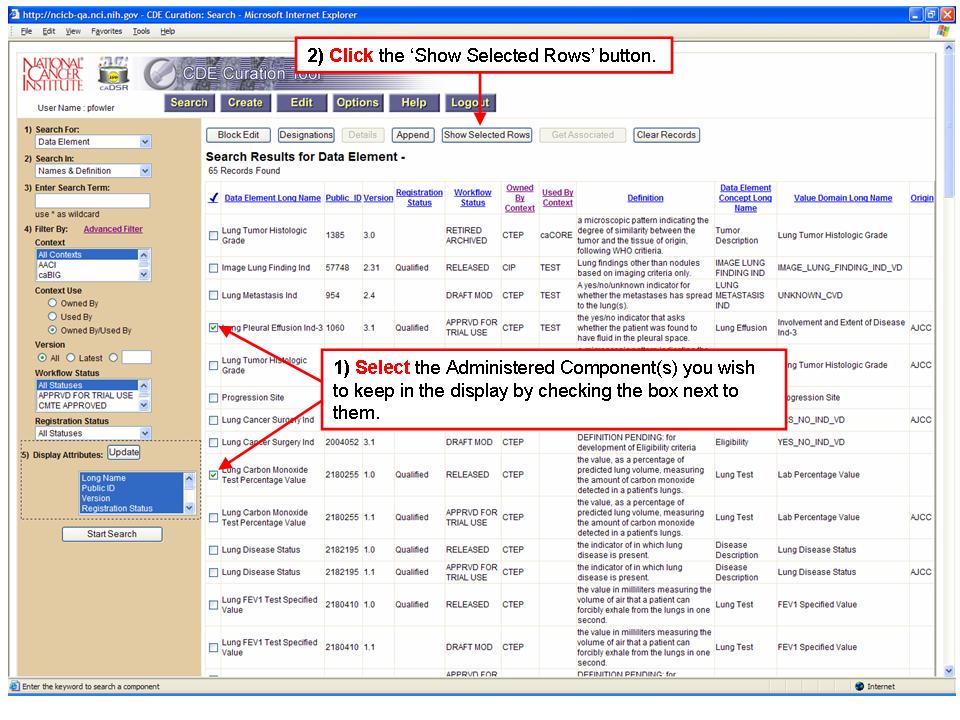 http://ncicb-qa.nci.nih.gov - CDE Curation: Search - Microsoft Internet Explorer
File Edit View Favorites Tools Help
2) Click the ‘Show Selected Rows’ button.
NATIONAL CANCER INSTITUTE
caDSR
CDE Curation Tool
User Name : pfowler
Search Create Edit Options Help Logout
1) Search For:
Data Element
2) Search In:
Names & Definition
3) Enter Search Term:
use * as wildcard
4) Filter By: Advanced Filter
Context
All Contexts
AACI
caBIG
Context Use
Owned By
Used By
Owned By/Used By
Version
All Latest
Workflow Status
All Statuses
APPRVD FOR TRIAL USE
CMTE APPROVED
Registration Status
All Statuses
5) Display Attributes: Update
Long Name
Public ID
Version
Registration Status
Start Search
Block Edit Designations Details Append Show Selected Rows Get Associated Clear Records
Search Results for Data Element -
65 Records Found
Data Element Long Name Public_ID Version Registration Status Workflow Status Owned By Context Used By Context Definition Data Element Concept Long Name Value Domain Long Name Origin
Lung Tumor Histologic Grade 1385 3.0 RETIRED ARCHIVED CTEP caCORE a microscopic pattern indicating the degree of similarity between the tumor and the tissue of origin, following WHO critieria. Tumor Description Lung Tumor Histologic Grade
Image Lung Finding Ind 57748 2.31 Qualified RELEASED CIP TEST Lung findings other than nodules based on imaging criteria only. IMAGE LUNG FINDING IND IMAGE_LUNG_FINDING_IND_VD
Lung Metastasis Ind 954 2.4 DRAFT MOD CTEP TEST A yes/no/unknown indicator for whether the metastases has spread to the lung(s). LUNG METASTASIS IND UNKNOWN_CVD
Lung Pleural Effusion Ind-3 1060 3.1 Qualified APPRVD FOR TRIAL USE CTEP TEST the yes/no indicator that asks whether the patient was found to have fluid in the pleural space. Lung Effusion Involvement and Extent of Disease Ind-3 AJCC
Lung Tumor Histologic Grade Lung Tumor Histologic Grade AJCC
1) Select the Administered Component(s) you wish to keep in the display by checking the box next to them.
Progression Site Progression Site
Lung Cancer Surgery Ind YES_NO_IND_VD AJCC
Lung Cancer Surgery Ind 2004052 3.1 DRAFT MOD CTEP DEFINITION PENDING: for development of Eligibility criteria Eligibility YES_NO_IND_VD
Lung Carbon Monoxide Test Percentage Value 2180255 1.0 Qualified RELEASED CTEP the value, as a percentage of predicted lung volume, measuring the amount of carbon monoxide detected in a patient's lungs. Lung Test Lab Percentage Value
Lung Carbon Monoxide Test Percentage Value 2180255 1.1 Qualified APPRVD FOR TRIAL USE CTEP the value, as a percentage of predicted lung volume, measuring the amount of carbon monoxide detected in a patient's lungs. Lung Test Lab Percentage Value AJCC
Lung Disease Status 2182195 1.0 Qualified RELEASED CTEP the indicator of in which lung disease is present. Disease Description Lung Disease Status
Lung Disease Status 2182195 1.1 Qualified APPRVD FOR TRIAL USE CTEP the indicator of in which lung disease is present. Disease Description Lung Disease Status AJCC
Lung FEV1 Test Specified Value 2180410 1.0 Qualified RELEASED CTEP the value in milliliters measuring the volume of air that a patient can forcibly exhale from the lungs in one second. Lung Test FEV1 Specified Value
Lung FEV1 Test Specified Value 2180410 1.1 DRAFT MOD CTEP the value in milliliters measuring the volume of air that a patient can forcibly exhale from the lungs in one second. Lung Test FEV1 Specified Value
APPRVD FOR DEFINITION PENDING: for
Enter the keyword to search a component
Internet